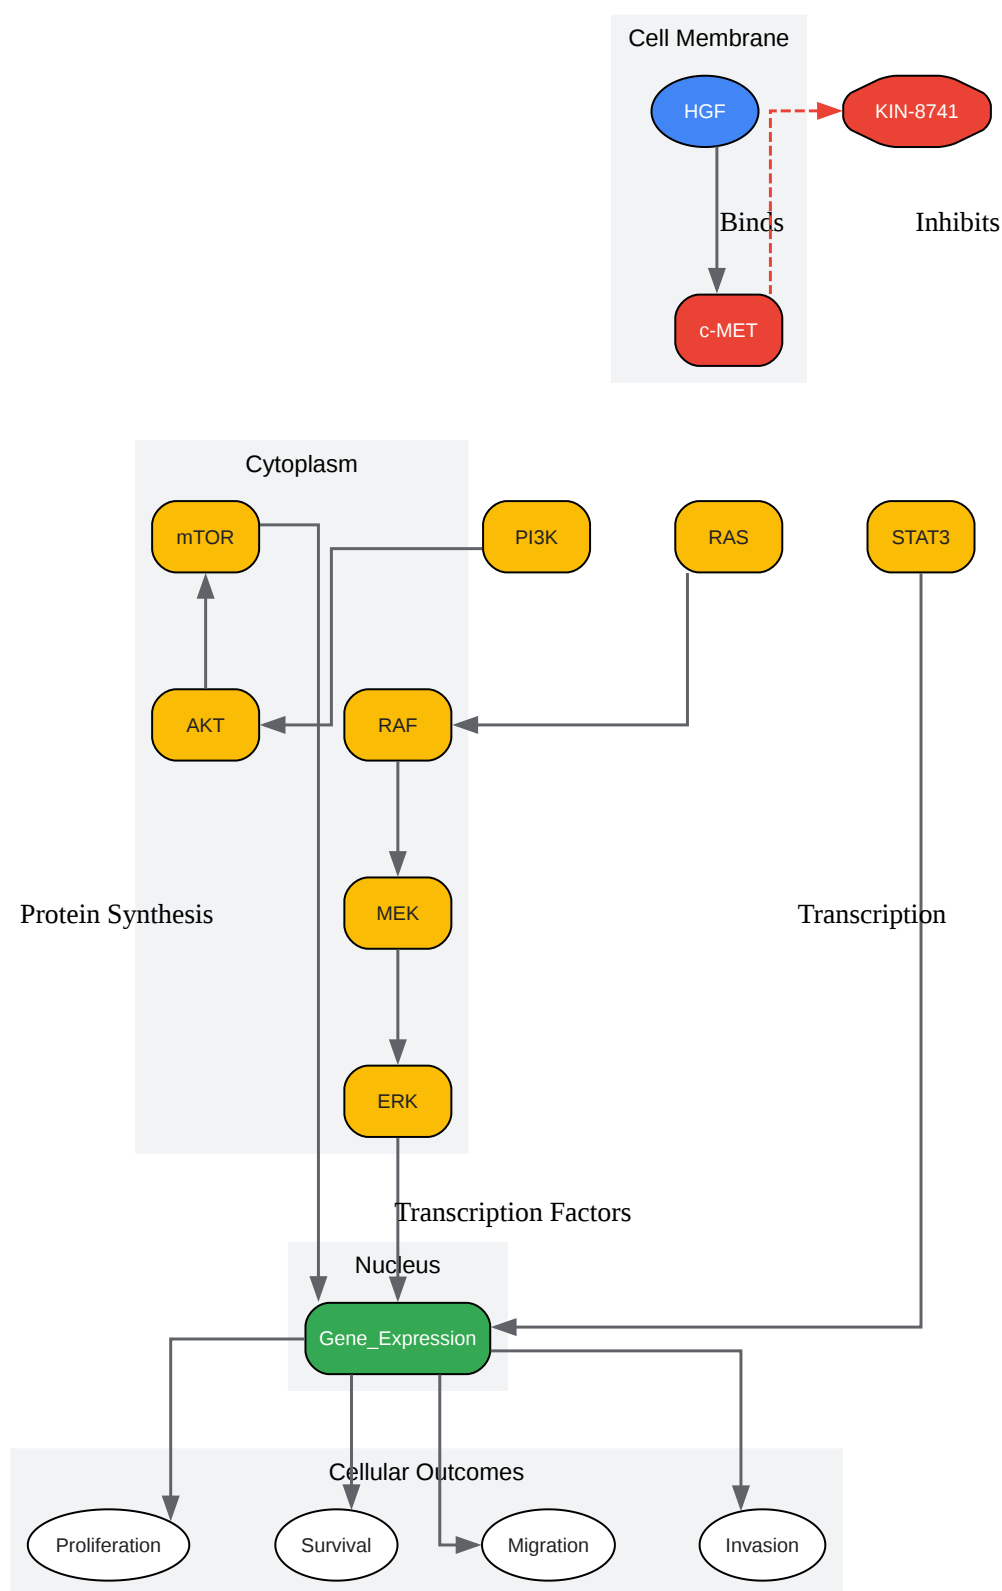 Cell Membrane
HGF
KIN-8741
Binds
Inhibits
c-MET
Cytoplasm
mTOR
PI3K
RAS
STAT3
AKT
RAF
Protein Synthesis
MEK
Transcription
ERK
Transcription Factors
Nucleus
Gene_Expression
Cellular Outcomes
Proliferation
Survival
Migration
Invasion